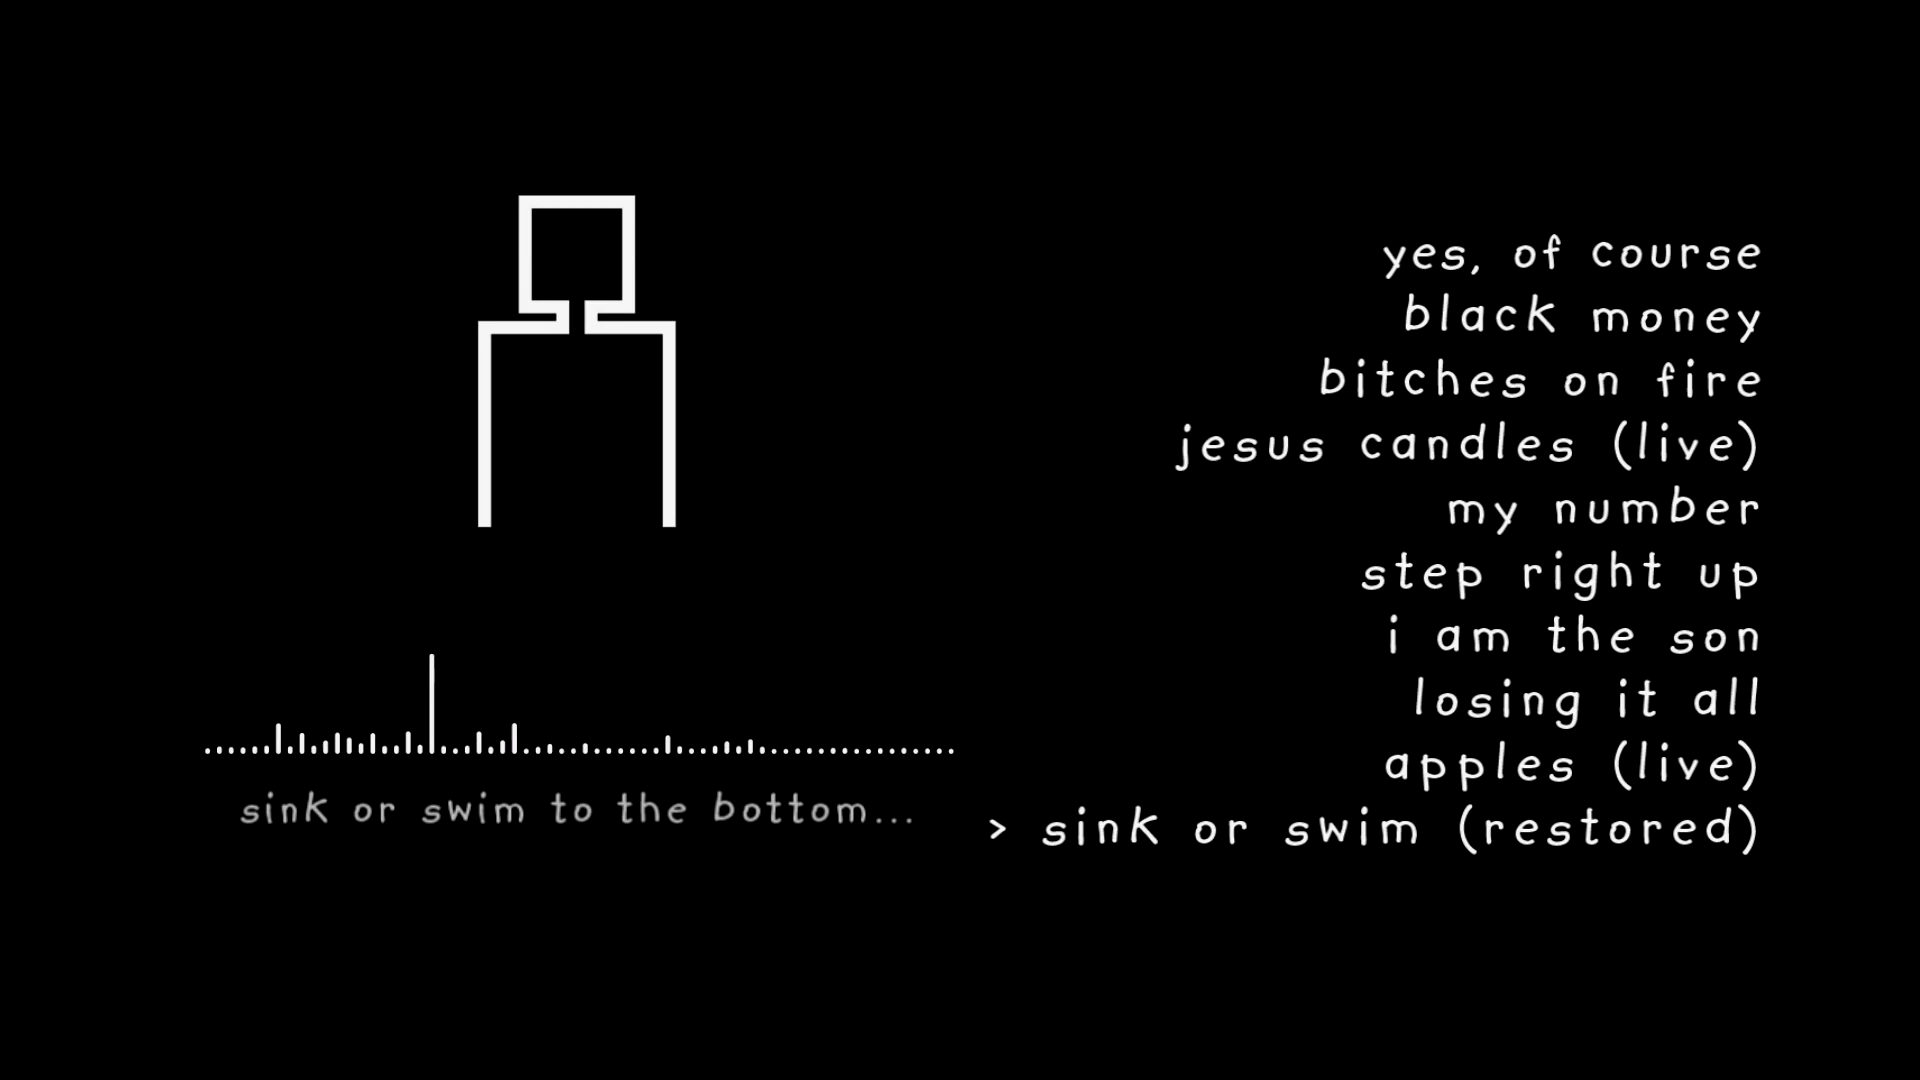 yes, of course
black money
bitches on fire
jesus candles (live)
my number
step right up
i am the son
losing it all
apples (live)
> sink or swim (restored)
sink or swim to the bottom...